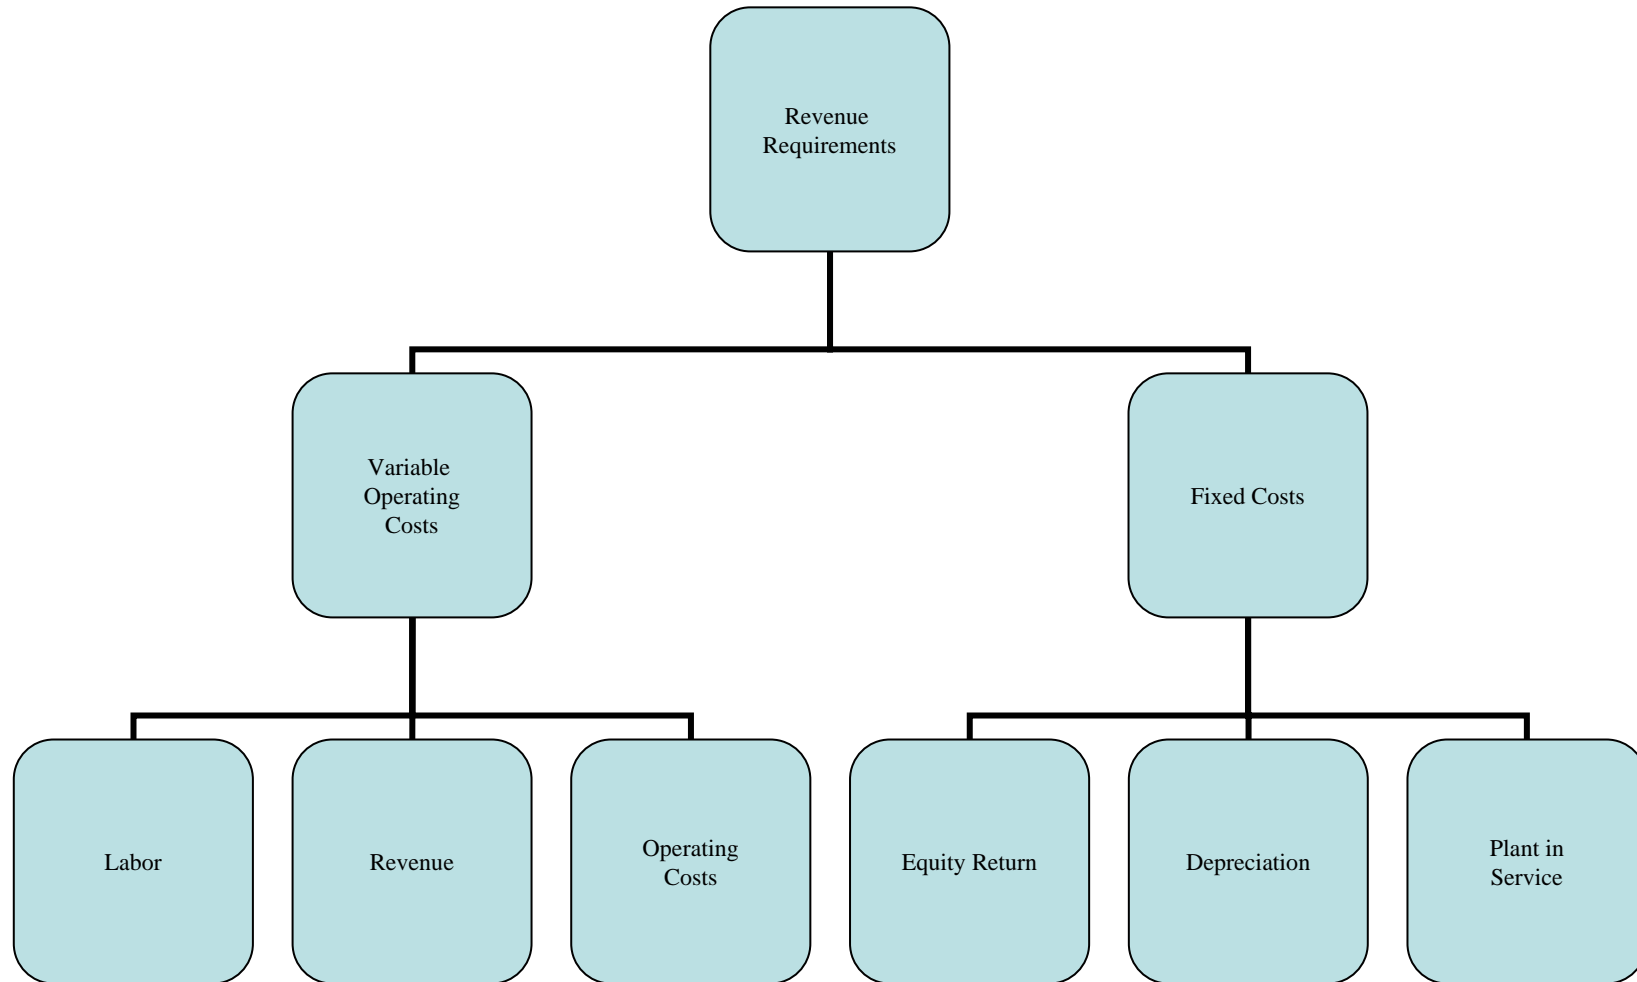 Revenue
Requirements
Variable
Operating
Costs
Fixed Costs
Labor
Revenue
Operating
Costs
Equity Return
Depreciation
Plant in
Service